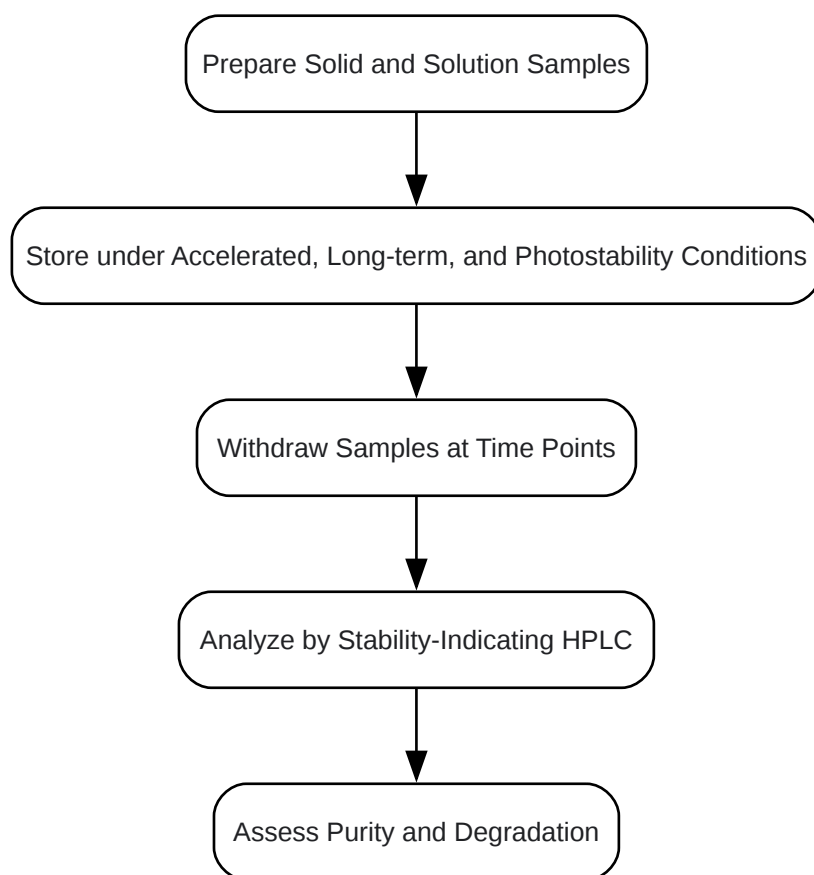 Prepare Solid and Solution Samples
Store under Accelerated, Long-term, and Photostability Conditions
Withdraw Samples at Time Points
Analyze by Stability-Indicating HPLC
Assess Purity and Degradation